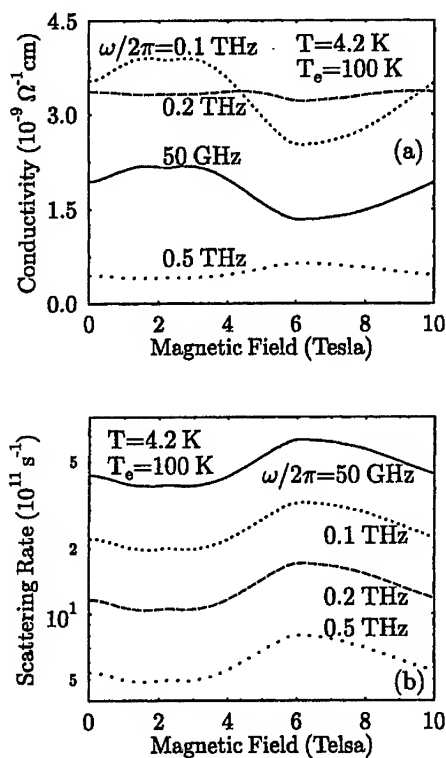 4.5
ω/2π=0.1 THz
T=4.2 K
Tₑ=100 K
3.0
0.2 THz
(a)
50 GHz
1.5
0.5 THz
0.0
0 2 4 6 8 10
Conductivity (10⁻⁹ Ω⁻¹cm)
Magnetic Field (Tesla)
T=4.2 K
Tₑ=100 K
5
ω/2π=50 GHz
2
0.1 THz
0.2 THz
10¹
0.5 THz
5
(b)
0 2 4 6 8 10
Scattering Rate (10¹¹ s⁻¹)
Magnetic Field (Telsa)